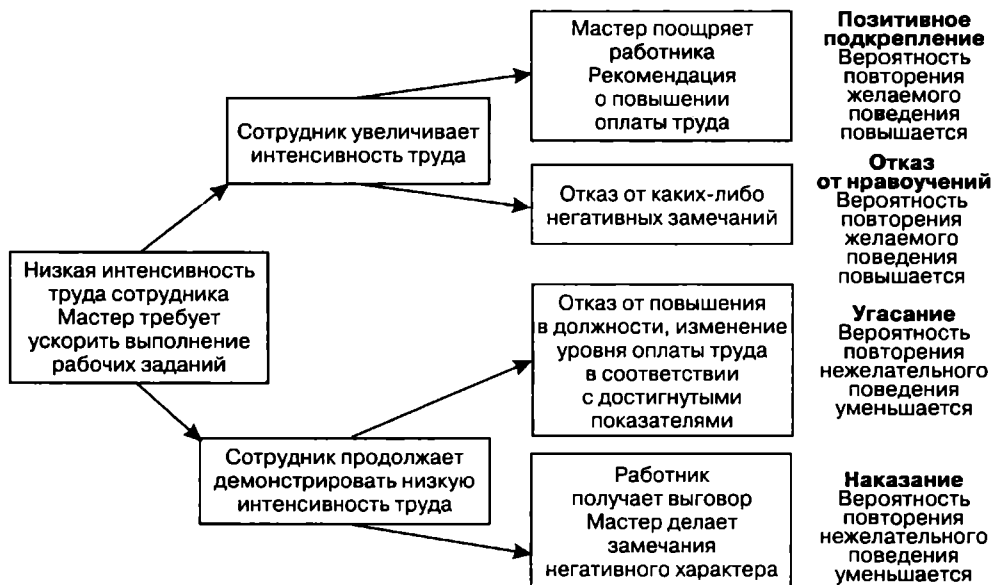 Мастер поощряет
работника
Рекомендация
о повышении
оплаты труда
Позитивное
подкрепление
Вероятность
повторения
желаемого
поведения
повышается
Сотрудник увеличивает
интенсивность труда
Отказ от каких-либо
негативных замечаний
Отказ
от нравоучений
Вероятность
повторения
желаемого
поведения
повышается
Низкая интенсивность
труда сотрудника
Мастер требует
ускорить выполнение
рабочих заданий
Отказ от повышения
в должности, изменение
уровня оплаты труда
в соответствии
с достигнутыми
показателями
Угасание
Вероятность
повторения
нежелательного
поведения
уменьшается
Сотрудник продолжает
демонстрировать низкую
интенсивность труда
Работник
получает выговор
Мастер делает
замечания
негативного характера
Наказание
Вероятность
повторения
нежелательного
поведения
уменьшается